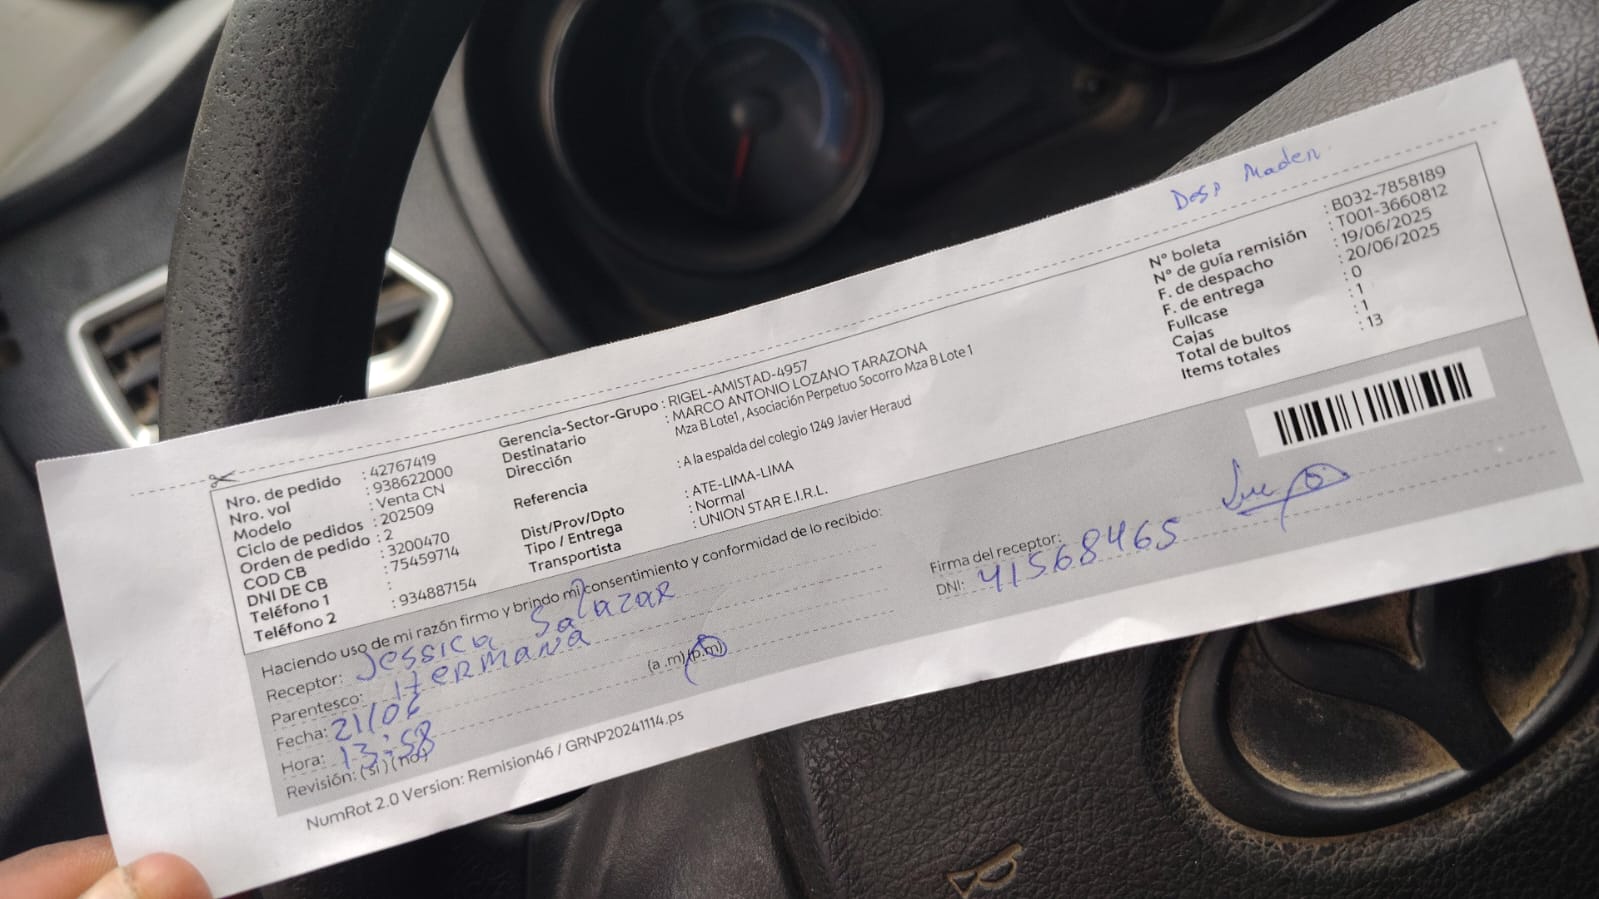 Desp Maden
Nro. de pedido : 42767419
Nro. vol : 938622000
Modelo : Venta CN
Ciclo de pedidos : 202509
Orden de pedido : 2
COD CB : 3200470
DNI DE CB : 75459714
Teléfono 1 :
Teléfono 2 : 934887154
Gerencia-Sector-Grupo : RIGEL-AMISTAD-4957
Destinatario : MARCO ANTONIO LOZANO TARAZONA
Dirección : Mza B Lote1 , Asociación Perpetuo Socorro Mza B Lote 1
Referencia : A la espalda del colegio 1249 Javier Heraud
Dist/Prov/Dpto : ATE-LIMA-LIMA
Tipo / Entrega : Normal
Transportista : UNION STAR E.I.R.L.
N° boleta : B032-7858189
N° de guía remisión : T001-3660812
F. de despacho : 19/06/2025
F. de entrega : 20/06/2025
Fullcase : 0
Cajas : 1
Total de bultos : 1
Items totales : 13
Haciendo uso de mi razón firmo y brindo mi consentimiento y conformidad de lo recibido:
Receptor: Jessica Salazar
Parentesco: Hermana
Fecha: 21/06
Hora: 13:58 (a .m) (p.m)
Revisión: ( si ) ( no )
Firma del receptor:
DNI: 41568465
NumRot 2.0 Version: Remision46 / GRNP20241114.ps